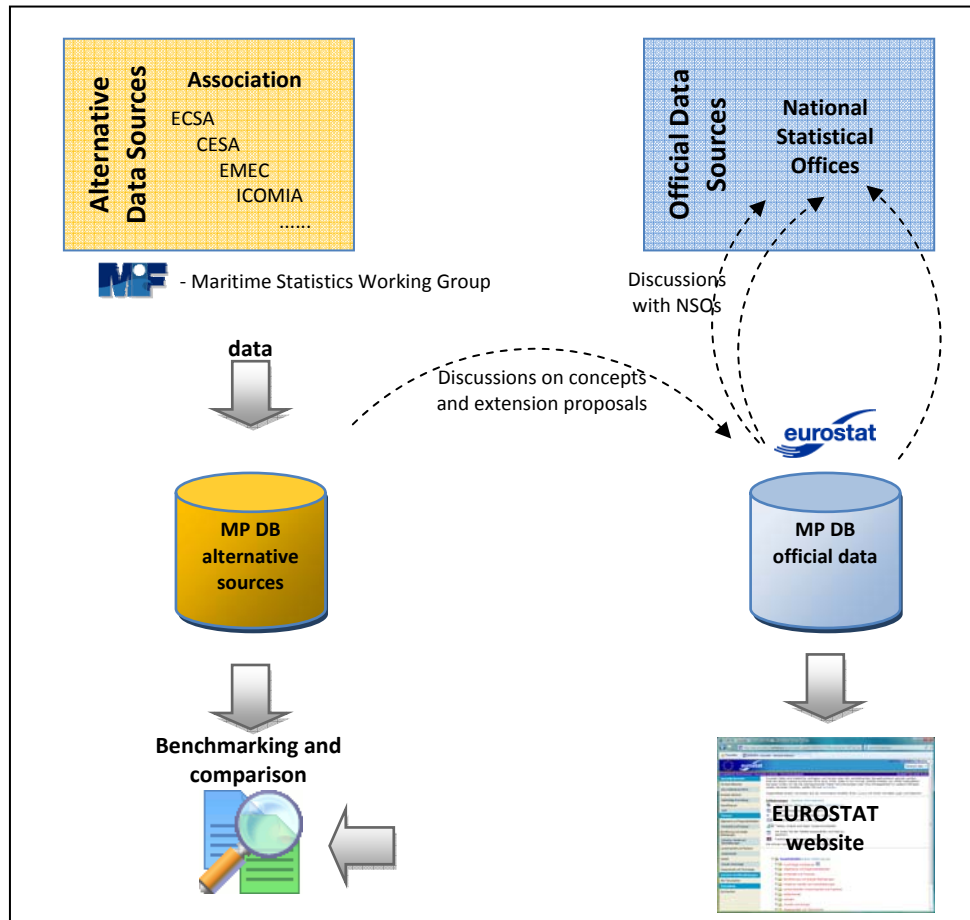 Alternative
Data Sources
Association
ECSA
CESA
EMEC
ICOMIA
......
Official Data
Sources
National
Statistical
Offices
- Maritime Statistics Working Group
Discussions
with NSOs
data
Discussions on concepts
and extension proposals
eurostat
MP DB
alternative
sources
MP DB
official data
Benchmarking and
comparison
EUROSTAT
website